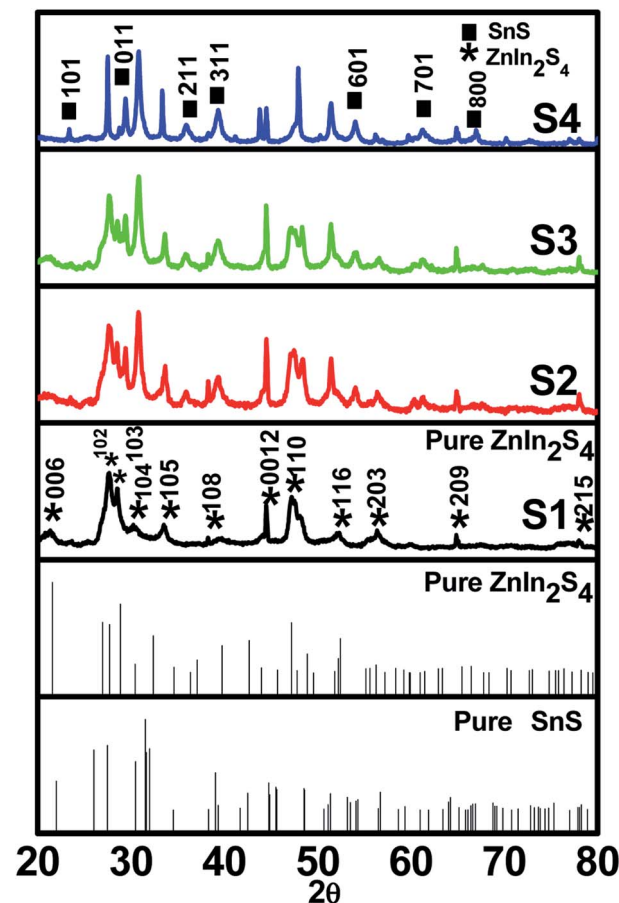 ■ SnS
* ZnIn2S4
101
011
211
311
601
701
800
S4
S3
S2
Pure ZnIn2S4
006
102
103
104
105
108
0012
110
116
203
209
215
S1
Pure ZnIn2S4
Pure SnS
20 30 40 50 60 70 80
2θ